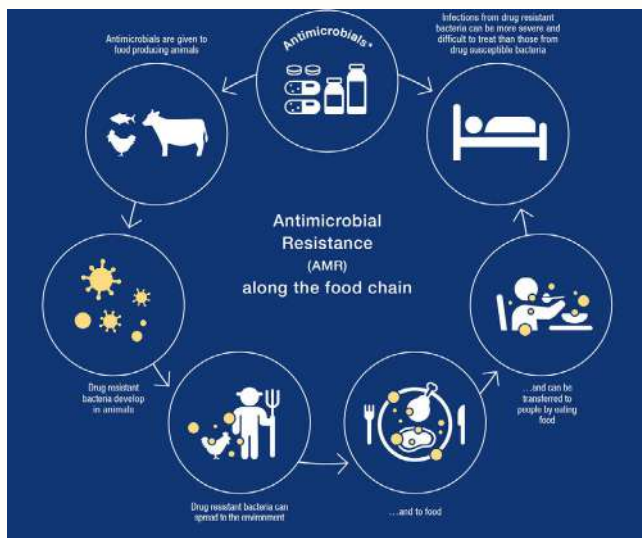 Antimicrobials are given to
food producing animals
Antimicrobials*
Infections from drug resistant
bacteria can be more severe and
difficult to treat than those from
drug susceptible bacteria
Antimicrobial
Resistance
(AMR)
along the food chain
Drug resistant
bacteria develop
in animals
Drug resistant bacteria can
spread to the environment
...and to food
...and can be
transferred to
people by eating
food